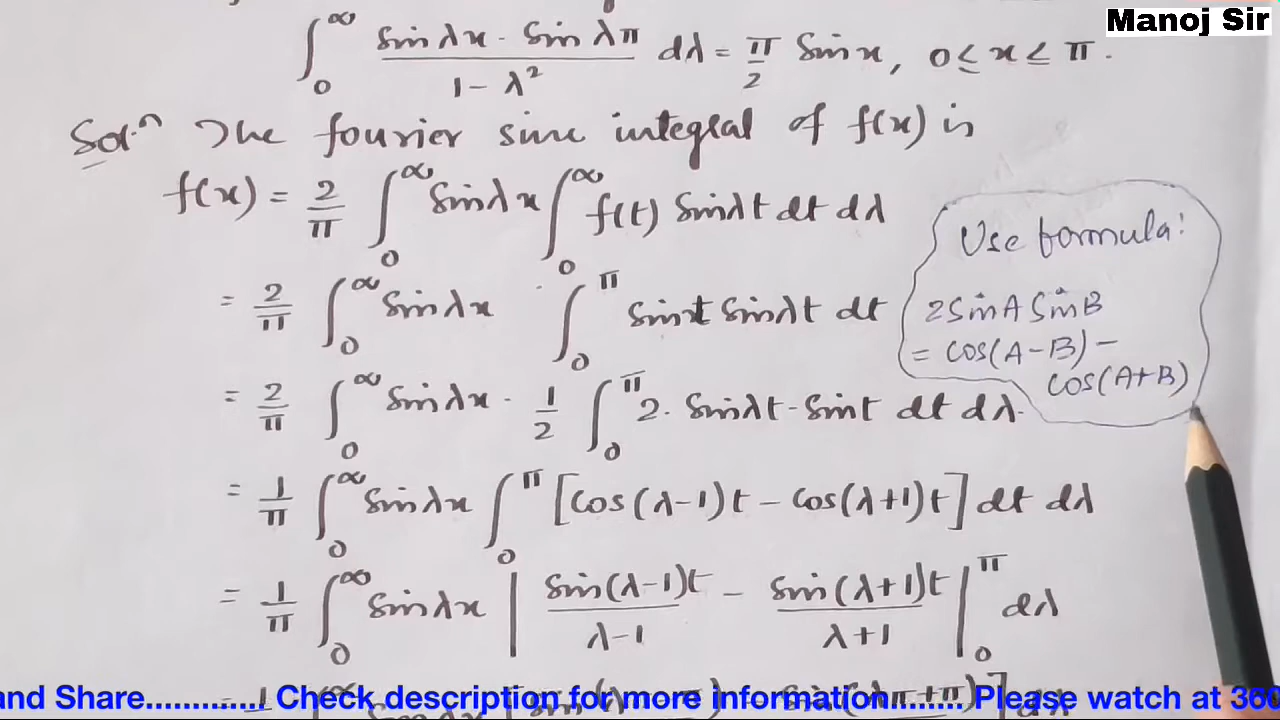 Manoj Sir
∫₀^∞ (sin λx · sin λπ)/(1 − λ²) dλ = π/2 sin x, 0 ≤ x ≤ π.
Sol.ⁿ The fourier sine integral of f(x) is
f(x) = 2/π ∫₀^∞ sin λx ∫₀^∞ f(t) sin λt dt dλ
= 2/π ∫₀^∞ sin λx ∫₀^π sin t sin λt dt
= 2/π ∫₀^∞ sin λx · 1/2 ∫₀^π 2 · sin λt · sin t dt dλ.
= 1/π ∫₀^∞ sin λx ∫₀^π [cos(λ−1)t − cos(λ+1)t] dt dλ
= 1/π ∫₀^∞ sin λx | sin(λ−1)t/(λ−1) − sin(λ+1)t/(λ+1) |₀^π dλ
Use formula:
2 sin A sin B
= cos(A−B) −
cos(A+B)
and Share............! Check description for more information........ Please watch at 360